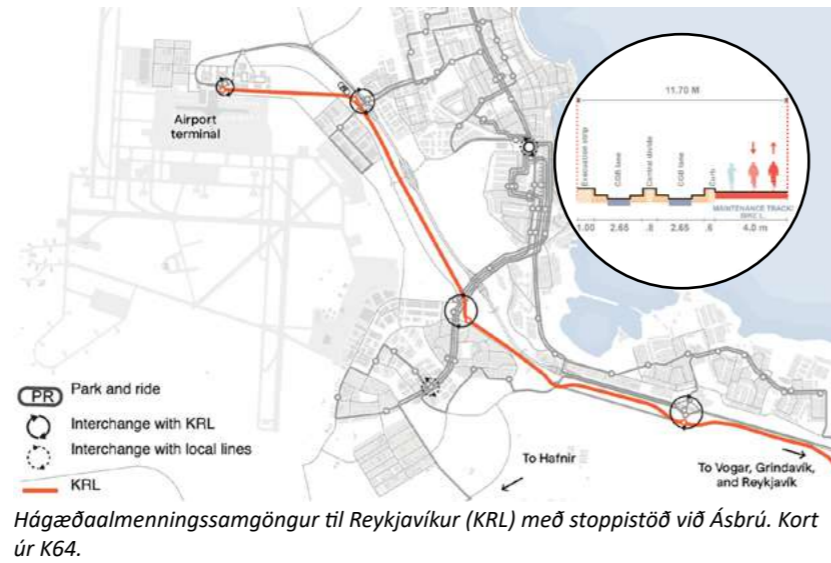 11.70 M
Evacuation strip
CGB lane
Central divide
CGB lane
Curb
MAINTENANCE TRACK/
BIKE L.
1.00 2.65 .8 2.65 .6 4.0 m
PR
Airport
terminal
PR Park and ride
Interchange with KRL
Interchange with local lines
KRL
To Hafnir
To Vogar, Grindavík,
and Reykjavík
Hágæðaalmenningssamgöngur til Reykjavíkur (KRL) með stoppistöð við Ásbrú. Kort
úr K64.